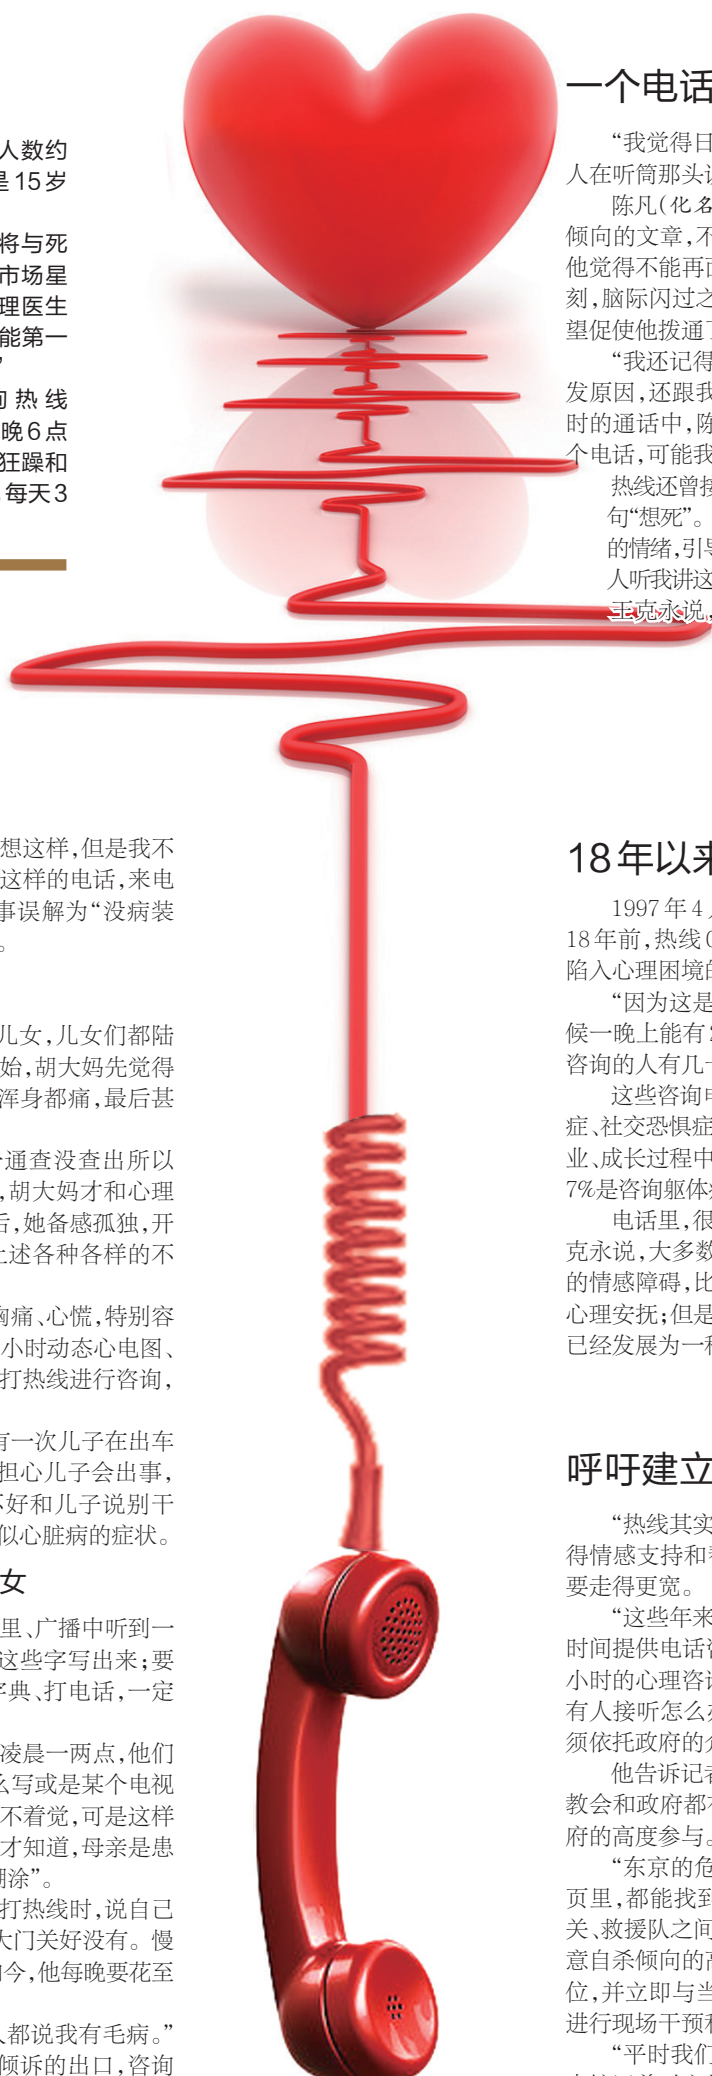 人数约
是15岁
将与死
市场星
理医生
能第一
”
询热线
晚6点
狂躁和
每天3
想这样,但是我不
这样的电话,来电
事误解为“没病装
。
儿女,儿女们都陆
始,胡大妈先觉得
浑身都痛,最后甚
通查没查出所以
,胡大妈才和心理
后,她备感孤独,开
上述各种各样的不
胸痛、心慌,特别容
小时动态心电图、
打热线进行咨询,
有一次儿子在出车
担心儿子会出事,
不好和儿子说别干
似心脏病的症状。
女
里、广播中听到一
这些字写出来;要
字典、打电话,一定
凌晨一两点,他们
么写或是某个电视
不着觉,可是这样
才知道,母亲是患
糊涂”。
打热线时,说自己
大门关好没有。慢
如今,他每晚要花至
人都说我有毛病。”
倾诉的出口,咨询
一个电话
“我觉得日
人在听筒那头说
陈凡(化名
倾向的文章,不
他觉得不能再面
刻,脑际闪过之
望促使他拨通了
“我还记得
发原因,还跟我
时的通话中,陈
个电话,可能我
热线还曾接
句“想死”。
的情绪,引导
人听我讲这
王克永说,
18年以来
1997年4月
18年前,热线0
陷入心理困境的
“因为这是
候一晚上能有2
咨询的人有几十
这些咨询电
症、社交恐惧症
业、成长过程中
7%是咨询躯体疾
电话里,很
克永说,大多数
的情感障碍,比
心理安抚;但是
已经发展为一种
呼吁建立
“热线其实
得情感支持和帮
要走得更宽。
“这些年来
时间提供电话咨
小时的心理咨询
有人接听怎么办
须依托政府的介
他告诉记者
教会和政府都有
府的高度参与。
“东京的危
页里,都能找到
关、救援队之间
意自杀倾向的高
位,并立即与当
进行现场干预和
“平时我们